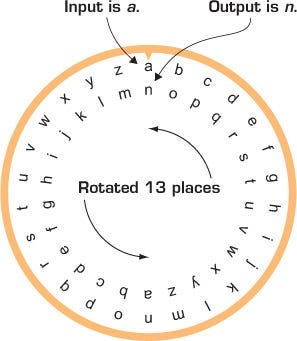 Input is a.
Output is n.
a b c d e f g h i j k l m n o p q r s t u v w x y z
n o p q r s t u v w x y z a b c d e f g h i j k l m
Rotated 13 places